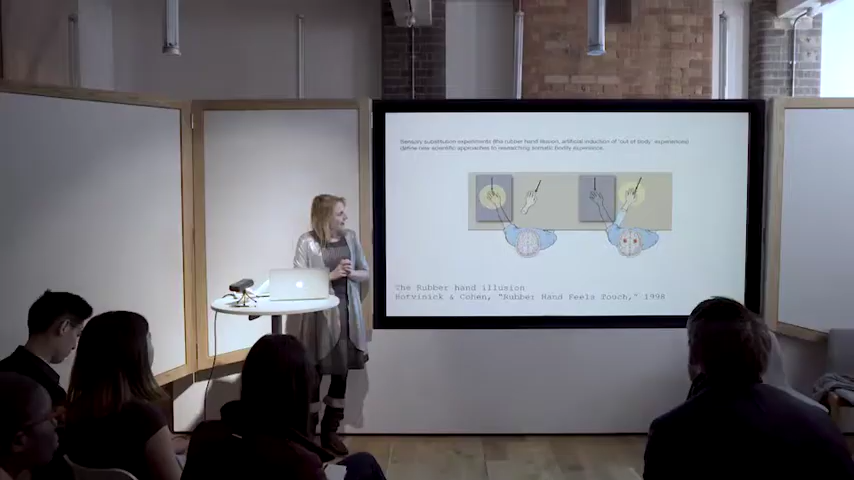 Sensory substitution experiments (the rubber hand illusion, artificial induction of 'out of body' experiences)
define new scientific approaches to researching somatic bodily experience.
The Rubber hand illusion
Botvinick & Cohen, "Rubber Hand Feels Touch," 1998